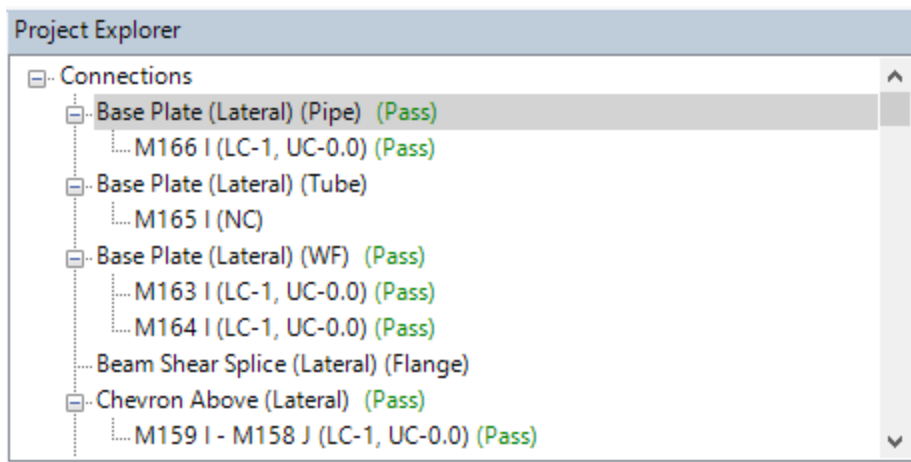 Project Explorer
Connections
Base Plate (Lateral) (Pipe) (Pass)
M166 I (LC-1, UC-0.0) (Pass)
Base Plate (Lateral) (Tube)
M165 I (NC)
Base Plate (Lateral) (WF) (Pass)
M163 I (LC-1, UC-0.0) (Pass)
M164 I (LC-1, UC-0.0) (Pass)
Beam Shear Splice (Lateral) (Flange)
Chevron Above (Lateral) (Pass)
M159 I - M158 J (LC-1, UC-0.0) (Pass)